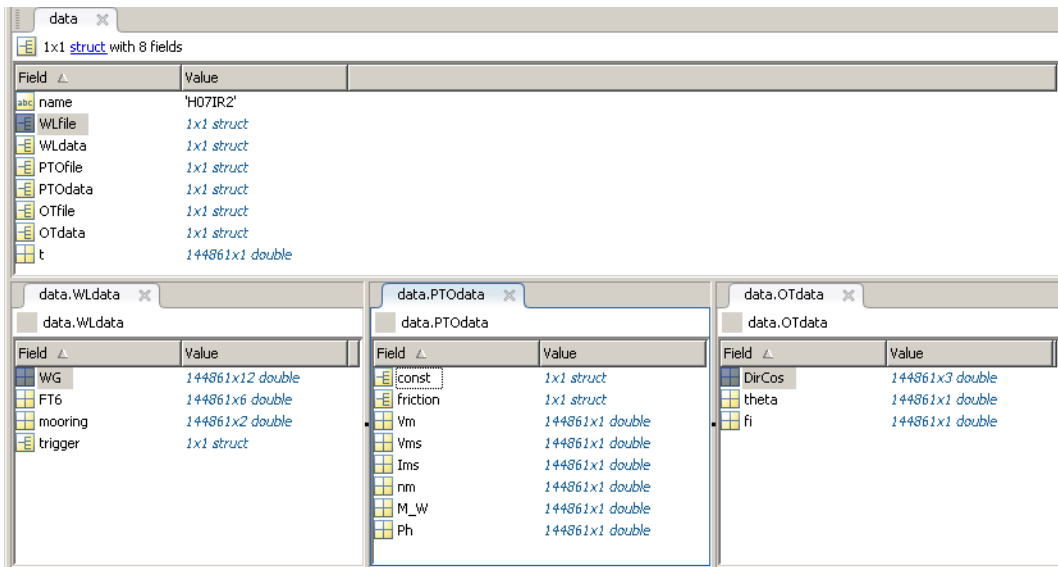 data
1x1 struct with 8 fields
Field Value
abc name 'H07IR2'
WLfile 1x1 struct
WLdata 1x1 struct
PTOfile 1x1 struct
PTOdata 1x1 struct
OTfile 1x1 struct
OTdata 1x1 struct
t 144861x1 double
data.WLdata data.PTOdata data.OTdata
data.WLdata data.PTOdata data.OTdata
Field Value Field Value Field Value
WG 144861x12 double const 1x1 struct DirCos 144861x3 double
FT6 144861x6 double friction 1x1 struct theta 144861x1 double
mooring 144861x2 double Vm 144861x1 double fi 144861x1 double
trigger 1x1 struct Vms 144861x1 double
Ims 144861x1 double
nm 144861x1 double
M_W 144861x1 double
Ph 144861x1 double